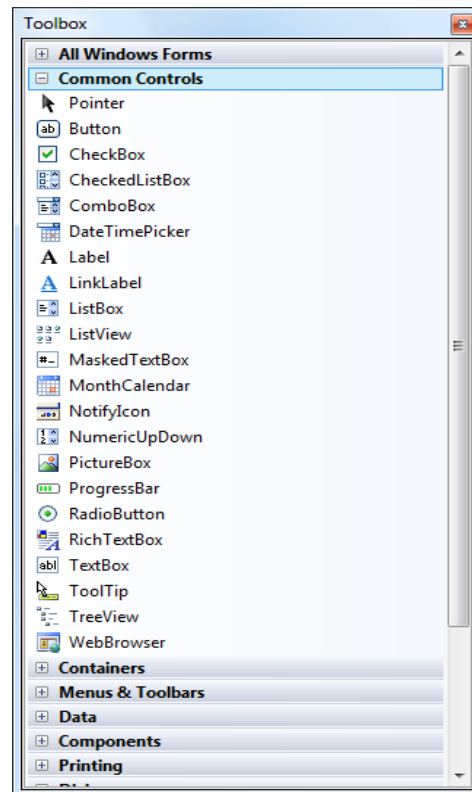 Toolbox
All Windows Forms
Common Controls
Pointer
Button
CheckBox
CheckedListBox
ComboBox
DateTimePicker
Label
LinkLabel
ListBox
ListView
MaskedTextBox
MonthCalendar
NotifyIcon
NumericUpDown
PictureBox
ProgressBar
RadioButton
RichTextBox
TextBox
ToolTip
TreeView
WebBrowser
Containers
Menus & Toolbars
Data
Components
Printing